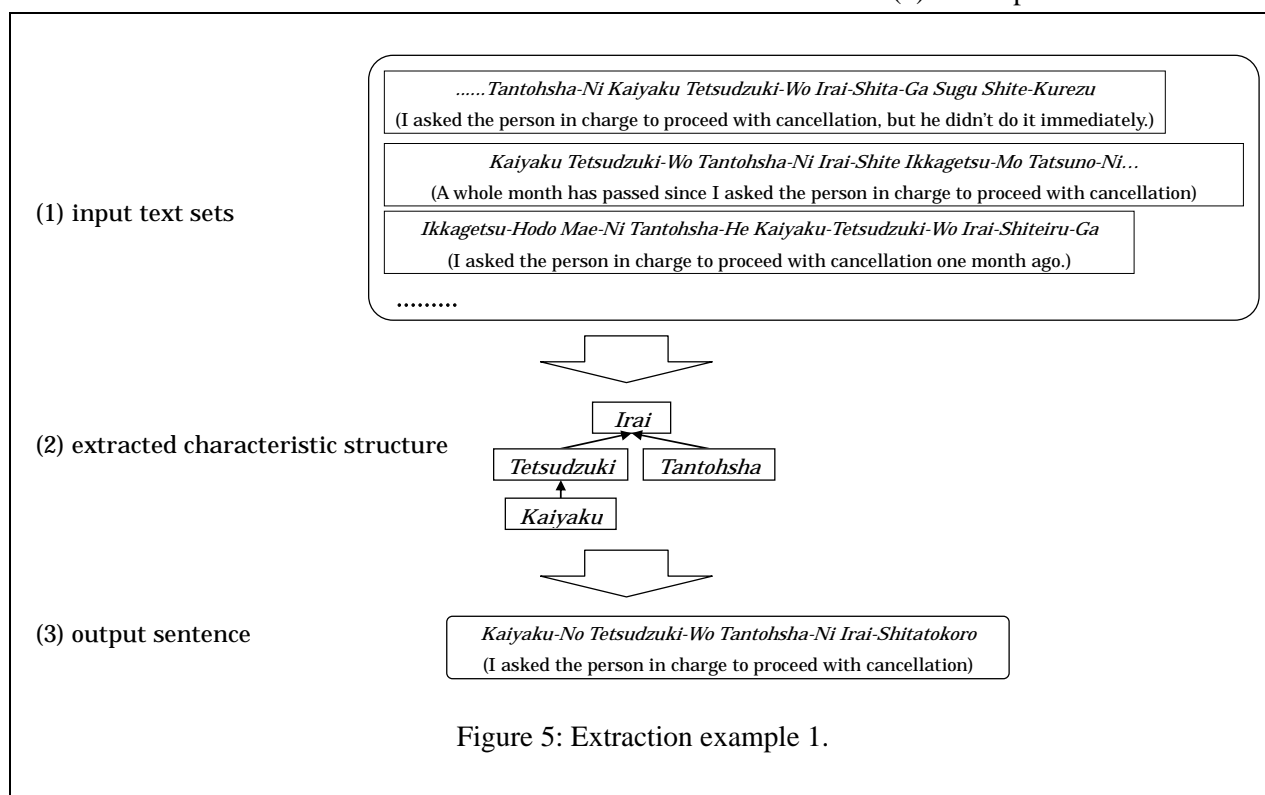 ......Tantohsha-Ni Kaiyaku Tetsudzuki-Wo Irai-Shita-Ga Sugu Shite-Kurezu
(I asked the person in charge to proceed with cancellation, but he didn't do it immediately.)
Kaiyaku Tetsudzuki-Wo Tantohsha-Ni Irai-Shite Ikkagetsu-Mo Tatsuno-Ni…
(A whole month has passed since I asked the person in charge to proceed with cancellation)
(1) input text sets
Ikkagetsu-Hodo Mae-Ni Tantohsha-He Kaiyaku-Tetsudzuki-Wo Irai-Shiteiru-Ga
(I asked the person in charge to proceed with cancellation one month ago.)
.........
Irai
(2) extracted characteristic structure
Tetsudzuki Tantohsha
Kaiyaku
(3) output sentence
Kaiyaku-No Tetsudzuki-Wo Tantohsha-Ni Irai-Shitatokoro
(I asked the person in charge to proceed with cancellation)
Figure 5: Extraction example 1.